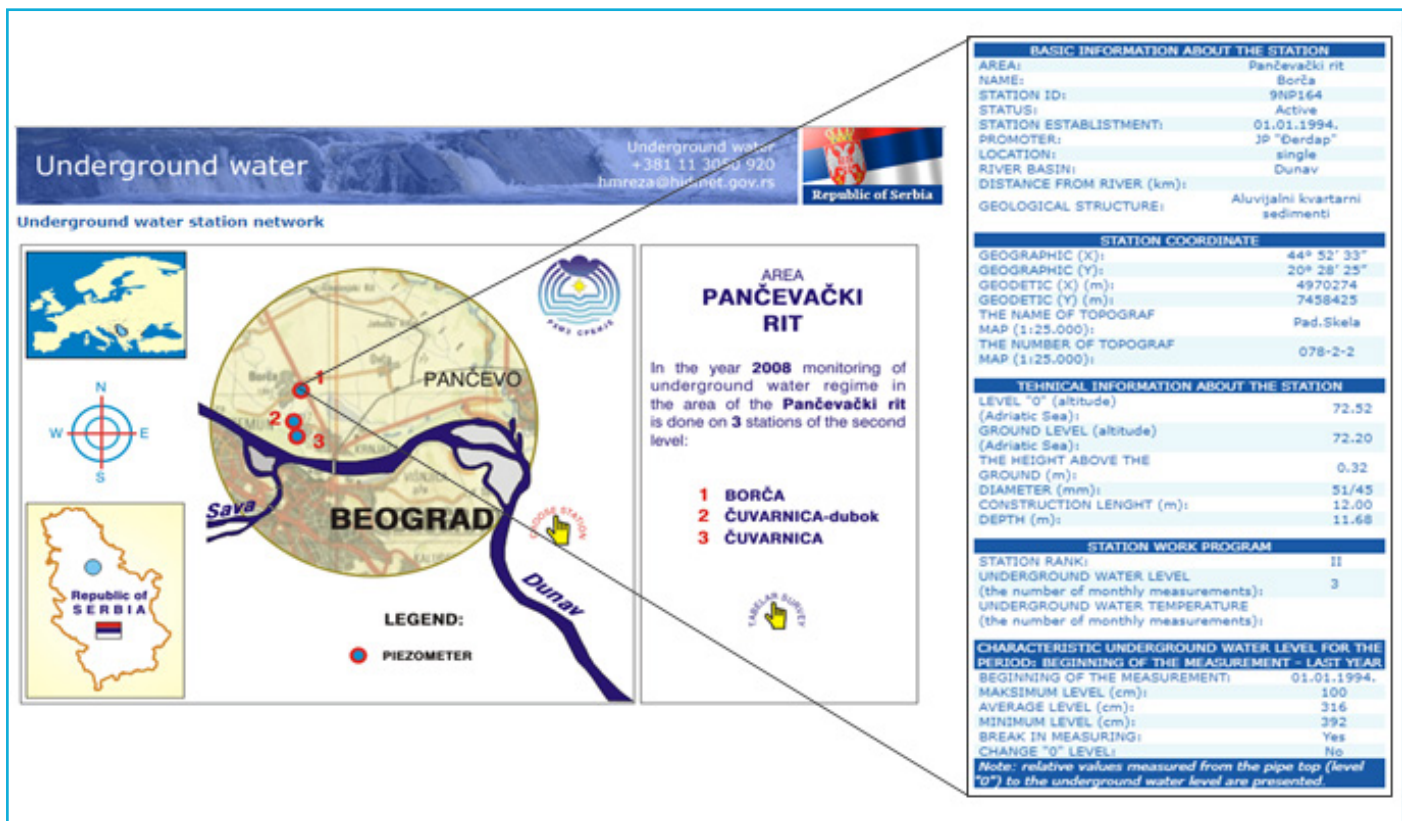 Underground water
Underground water
+381 11 3050 920
hmreza@hidmet.gov.rs
Republic of Serbia
Underground water station network
N
W
E
S
Republic of
SERBIA
Borča
1
2
3
PANČEVO
ZEMUN
KRNJAČA
VIŠNJICA
Sava
BEOGRAD
Dunav
CHOOSE STATION
LEGEND:
PIEZOMETER
AREA
PANČEVAČKI
RIT
In the year 2008 monitoring of
underground water regime in
the area of the Pančevački rit
is done on 3 stations of the second
level:
1 BORČA
2 ČUVARNICA-dubok
3 ČUVARNICA
TABELAR SURVEY
BASIC INFORMATION ABOUT THE STATION
AREA: Pančevački rit
NAME: Borča
STATION ID: 9NP164
STATUS: Active
STATION ESTABLISTMENT: 01.01.1994.
PROMOTER: JP "Đerdap"
LOCATION: single
RIVER BASIN: Dunav
DISTANCE FROM RIVER (km):
GEOLOGICAL STRUCTURE: Aluvijalni kvartarni
sedimenti
STATION COORDINATE
GEOGRAPHIC (X): 44° 52' 33"
GEOGRAPHIC (Y): 20° 28' 25"
GEODETIC (X) (m): 4970274
GEODETIC (Y) (m): 7458425
THE NAME OF TOPOGRAF
MAP (1:25.000): Pad.Skela
THE NUMBER OF TOPOGRAF
MAP (1:25.000): 078-2-2
TEHNICAL INFORMATION ABOUT THE STATION
LEVEL "0" (altitude)
(Adriatic Sea): 72.52
GROUND LEVEL (altitude)
(Adriatic Sea): 72.20
THE HEIGHT ABOVE THE
GROUND (m): 0.32
DIAMETER (mm): 51/45
CONSTRUCTION LENGHT (m): 12.00
DEPTH (m): 11.68
STATION WORK PROGRAM
STATION RANK: II
UNDERGROUND WATER LEVEL
(the number of monthly measurements): 3
UNDERGROUND WATER TEMPERATURE
(the number of monthly measurements):
CHARACTERISTIC UNDERGROUND WATER LEVEL FOR THE
PERIOD: BEGINNING OF THE MEASUREMENT - LAST YEAR
BEGINNING OF THE MEASUREMENT: 01.01.1994.
MAKSIMUM LEVEL (cm): 100
AVERAGE LEVEL (cm): 316
MINIMUM LEVEL (cm): 392
BREAK IN MEASURING: Yes
CHANGE "0" LEVEL: No
Note: relative values measured from the pipe top (level
"0") to the underground water level are presented.